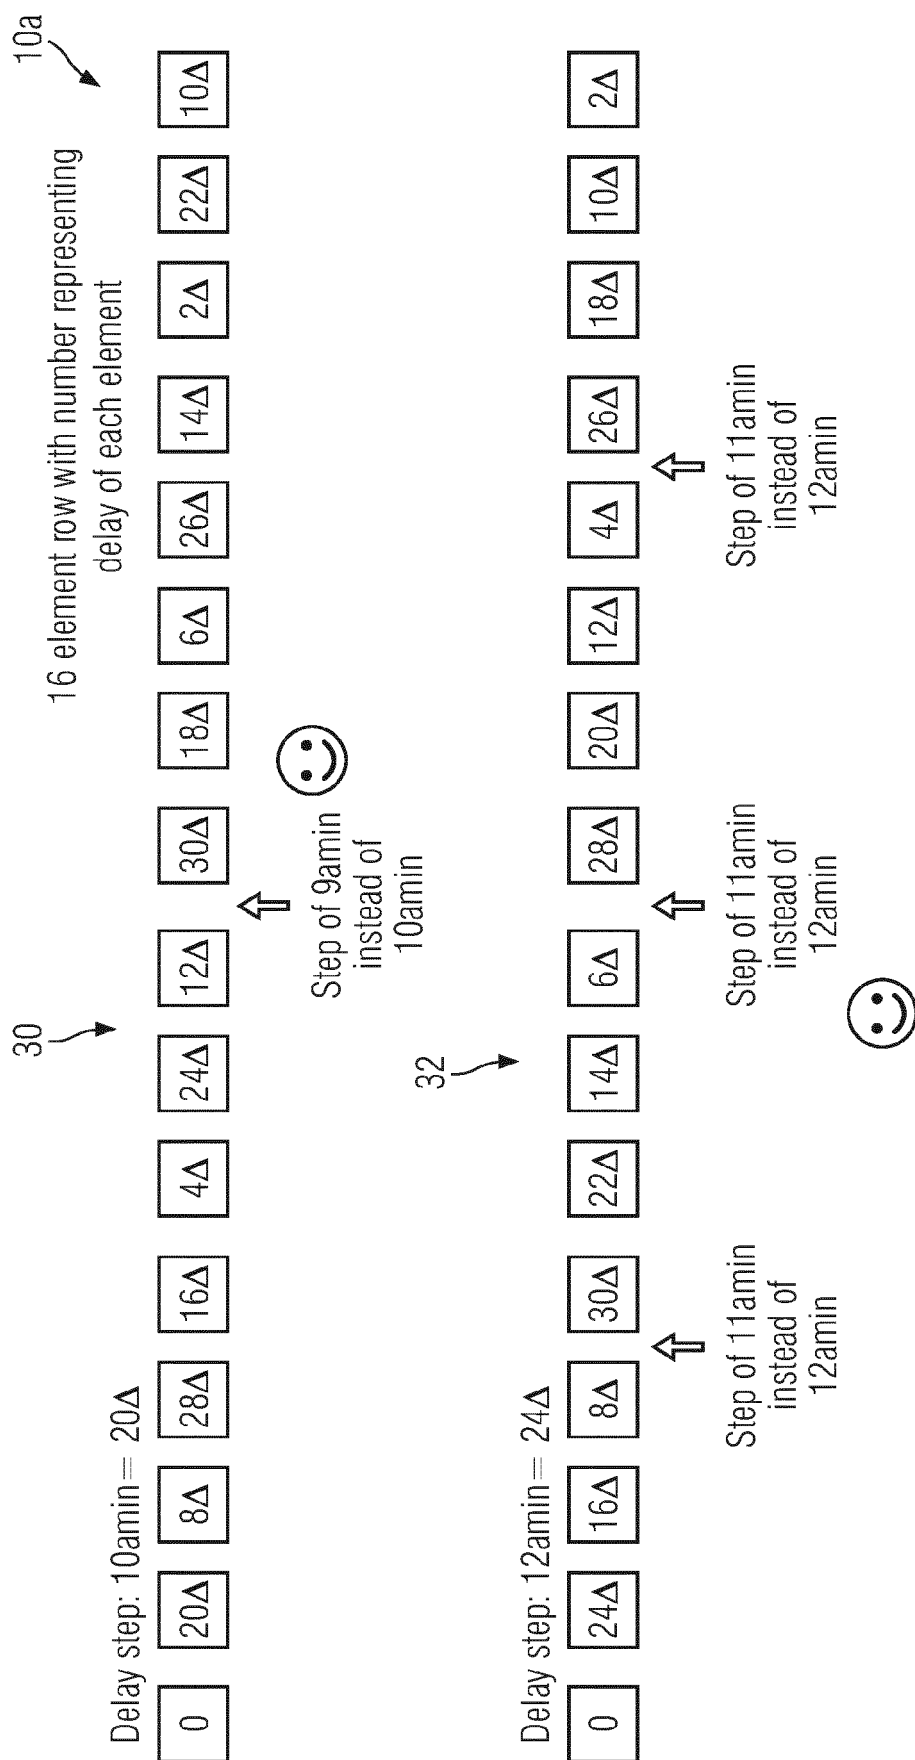 10a
16 element row with number representing
delay of each element
30
Delay step: 10amin= 20Δ
0 20Δ 8Δ 28Δ 16Δ 4Δ 24Δ 12Δ 30Δ 18Δ 6Δ 26Δ 14Δ 2Δ 22Δ 10Δ
Step of 9amin
instead of
10amin
32
Delay step: 12amin= 24Δ
0 24Δ 16Δ 8Δ 30Δ 22Δ 14Δ 6Δ 28Δ 20Δ 12Δ 4Δ 26Δ 18Δ 10Δ 2Δ
Step of 11amin
instead of
12amin
Step of 11amin
instead of
12amin
Step of 11amin
instead of
12amin